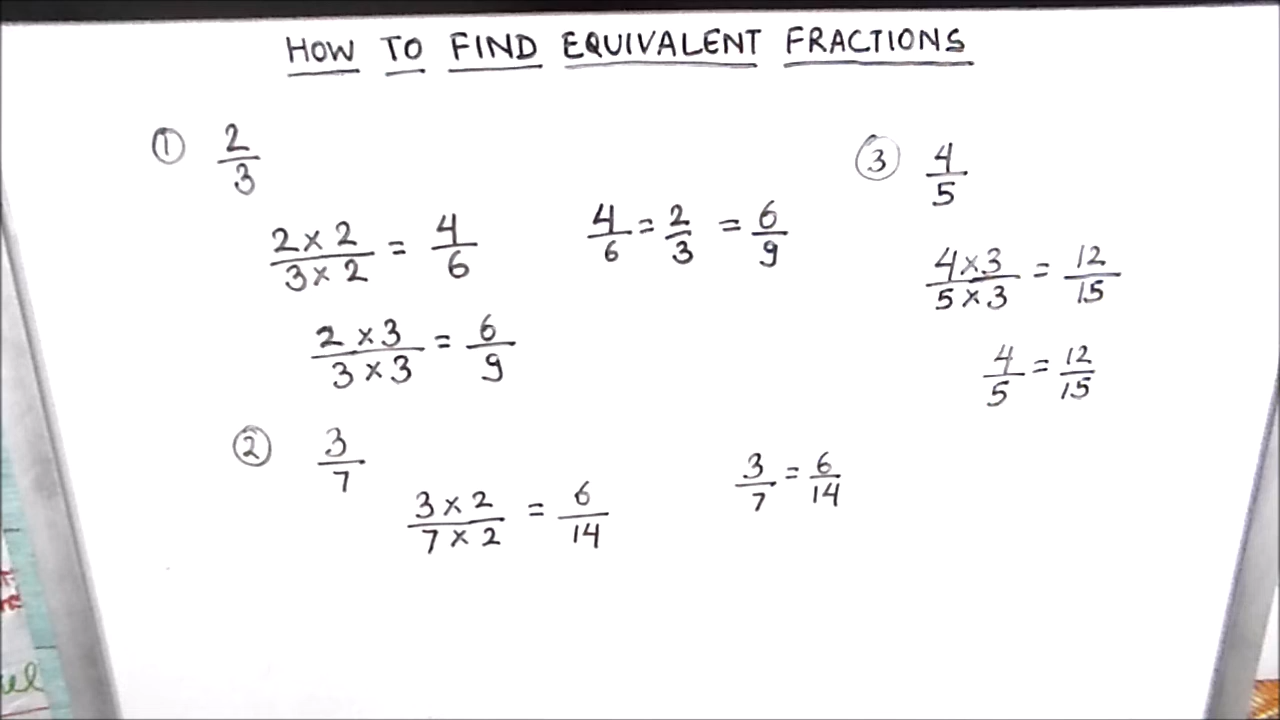 HOW TO FIND EQUIVALENT FRACTIONS
① 2/3
2 × 2 / 3 × 2 = 4/6
4/6 = 2/3 = 6/9
2 × 3 / 3 × 3 = 6/9
② 3/7
3 × 2 / 7 × 2 = 6/14
3/7 = 6/14
③ 4/5
4 × 3 / 5 × 3 = 12/15
4/5 = 12/15